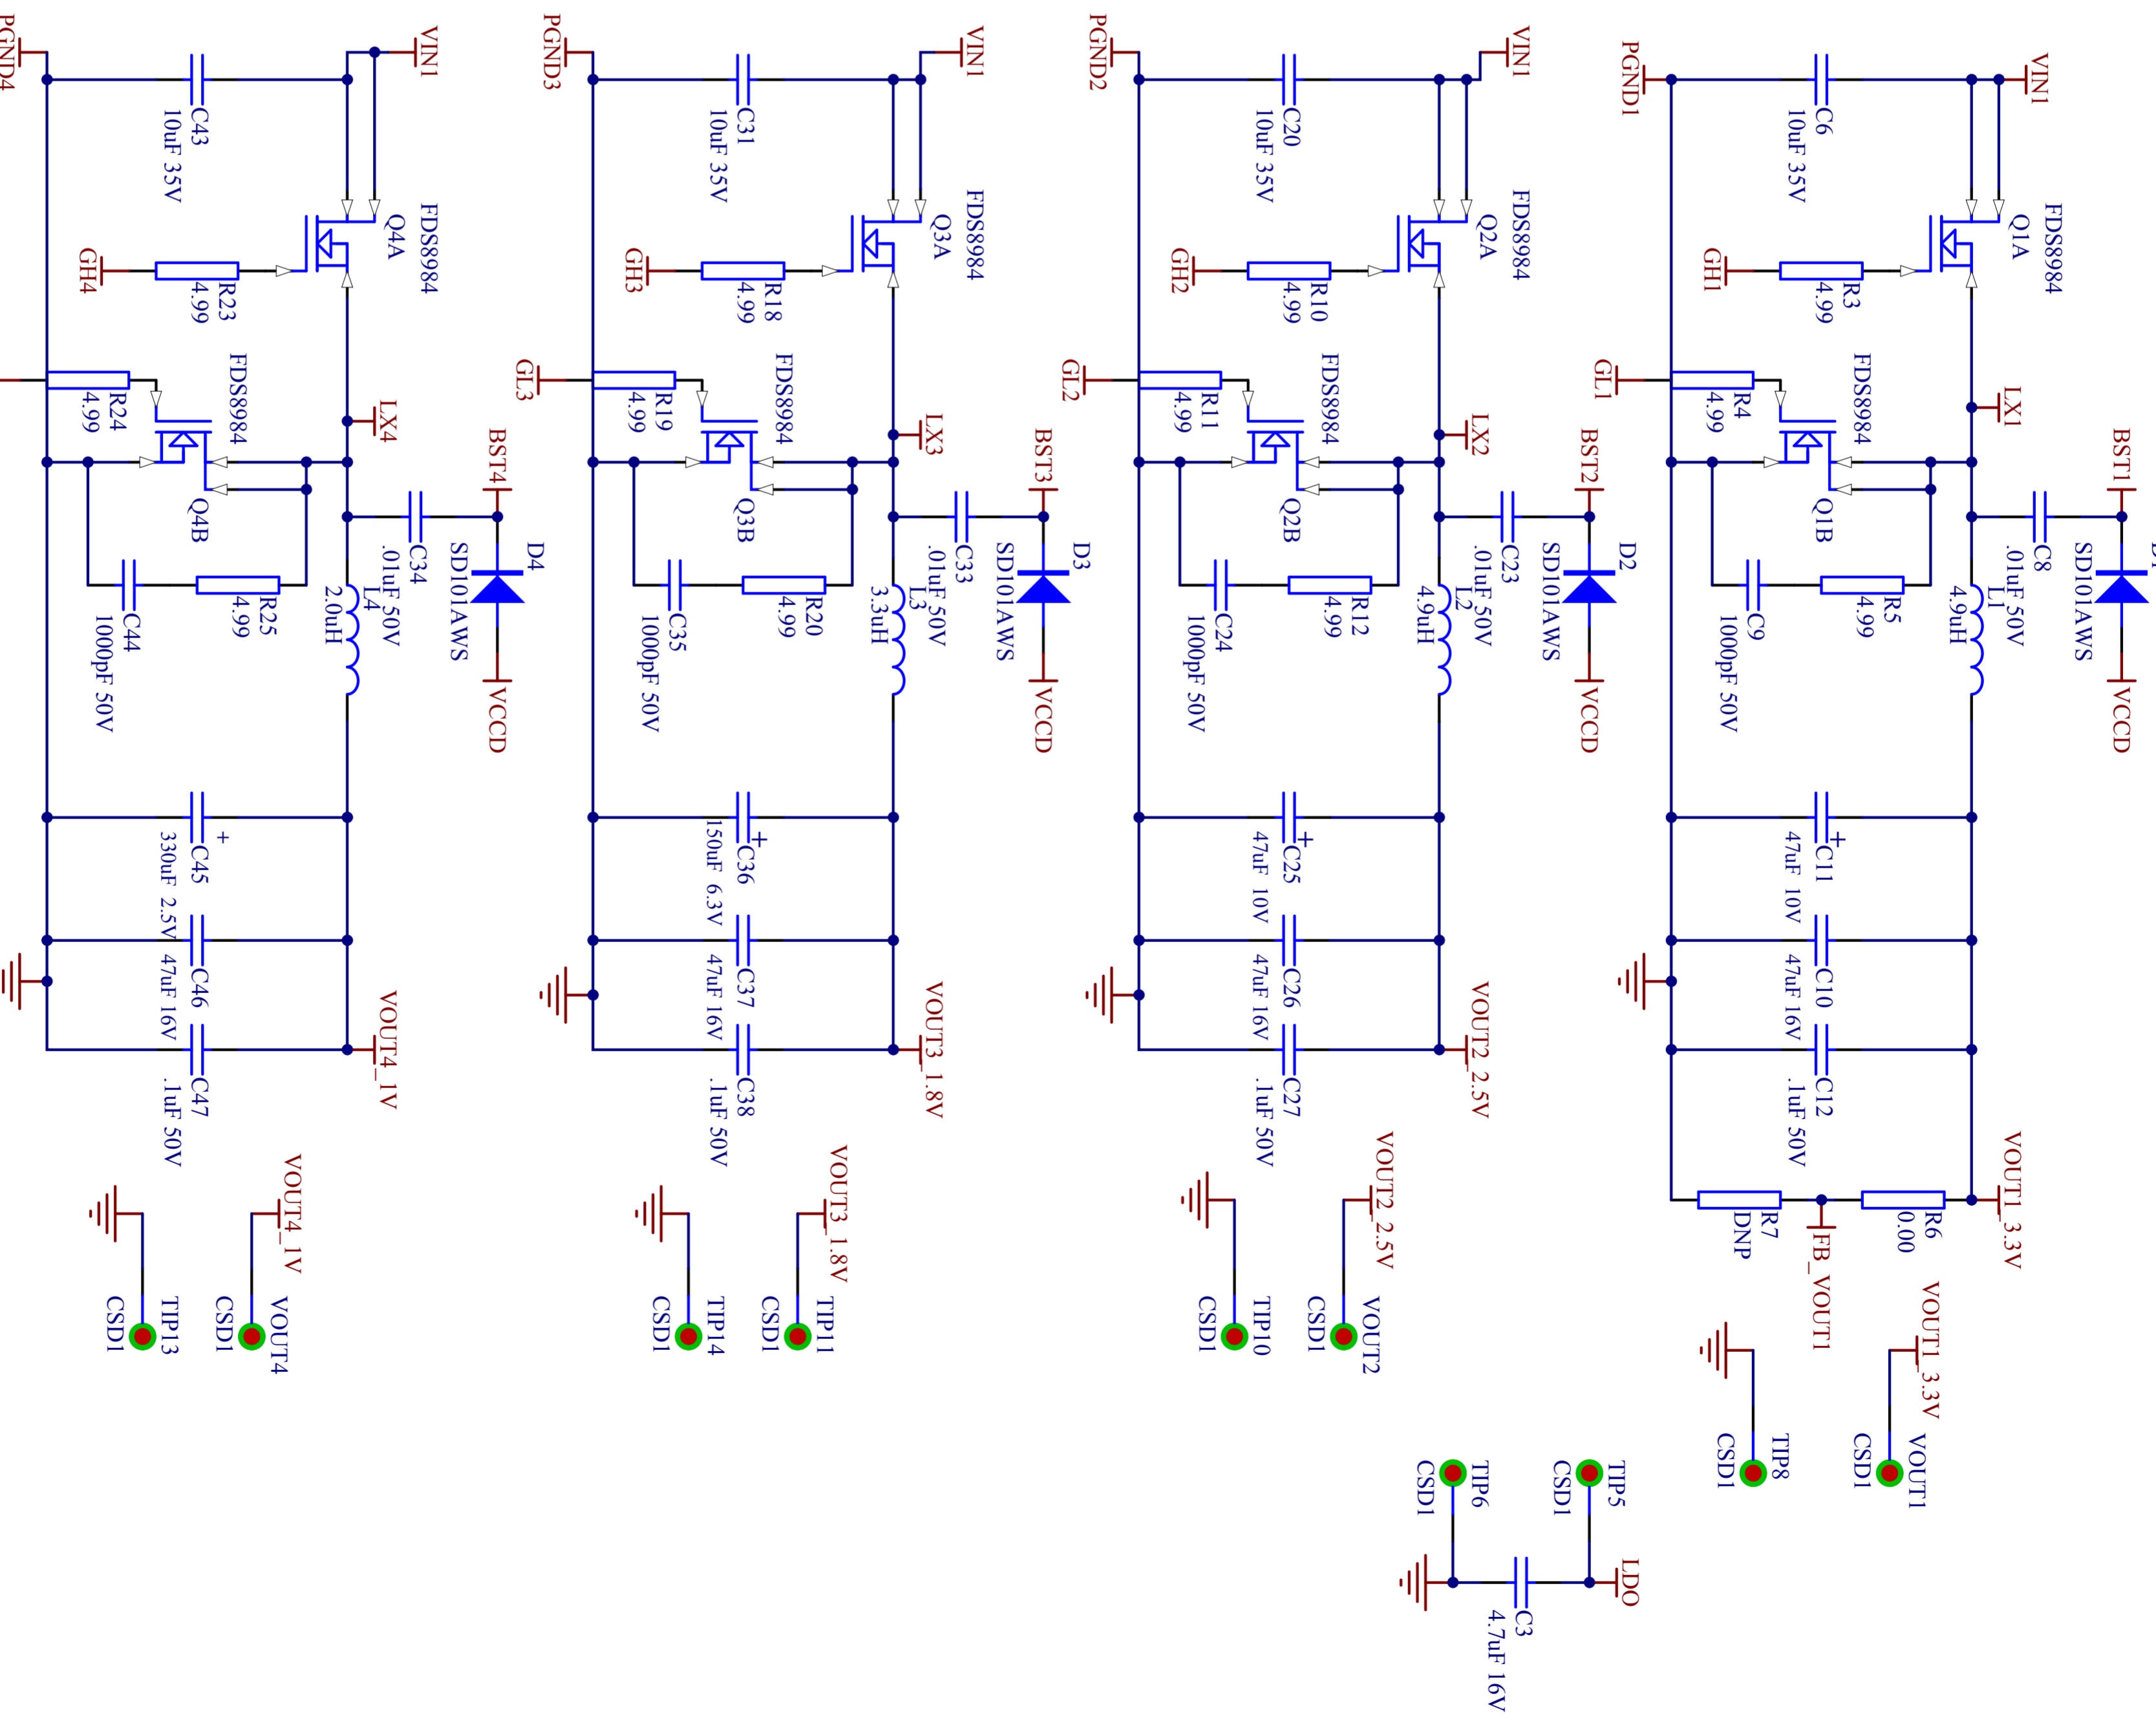 D1
BST1
VCCD
SD101AWS
FDS8984
VIN1
Q1A
LX1
C8
.01uF 50V
L1
4.9uH
VOUT1_3.3V
C6
10uF 35V
R3
4.99
GH1
FDS8984
Q1B
R4
4.99
GL1
R5
4.99
C9
1000pF 50V
C11
+
47uF 10V
C10
47uF 16V
C12
.1uF 50V
R6
0.00
FB_VOUT1
R7
DNP
PGND1
VOUT1_3.3V
VOUT1
CSD1
TIP8
CSD1
D2
BST2
VCCD
SD101AWS
FDS8984
VIN1
Q2A
LX2
C23
.01uF 50V
L2
4.9uH
VOUT2_2.5V
C20
10uF 35V
R10
4.99
GH2
FDS8984
Q2B
R11
4.99
GL2
R12
4.99
C24
1000pF 50V
C25
+
47uF 10V
C26
47uF 16V
C27
.1uF 50V
PGND2
VOUT2_2.5V
VOUT2
CSD1
TIP10
CSD1
TIP5
CSD1
LDO
TIP6
CSD1
C3
4.7uF 16V
D3
BST3
VCCD
SD101AWS
FDS8984
VIN1
Q3A
LX3
C33
.01uF 50V
L3
3.3uH
VOUT3_1.8V
C31
10uF 35V
R18
4.99
GH3
FDS8984
Q3B
R19
4.99
GL3
R20
4.99
C35
1000pF 50V
C36
+
150uF 6.3V
C37
47uF 16V
C38
.1uF 50V
PGND3
VOUT3_1.8V
TIP11
CSD1
TIP14
CSD1
D4
BST4
VCCD
SD101AWS
FDS8984
VIN1
Q4A
LX4
C34
.01uF 50V
L4
2.0uH
VOUT4_1V
C43
10uF 35V
R23
4.99
GH4
FDS8984
Q4B
R24
4.99
R25
4.99
C44
1000pF 50V
C45
+
330uF 2.5V
C46
47uF 16V
C47
.1uF 50V
PGND4
VOUT4_1V
VOUT4
CSD1
TIP13
CSD1